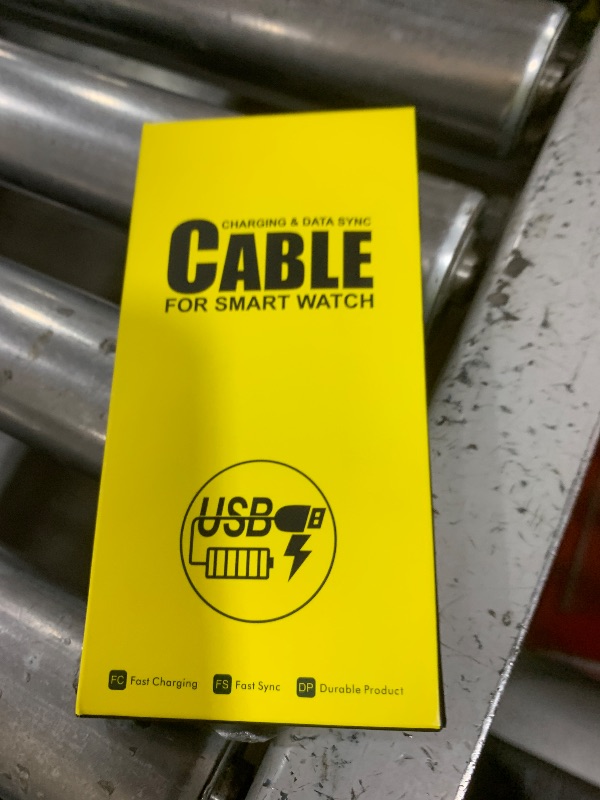 CHARGING & DATA SYNC
CABLE
FOR SMART WATCH
USB
FC Fast Charging FS Fast Sync DP Durable Product